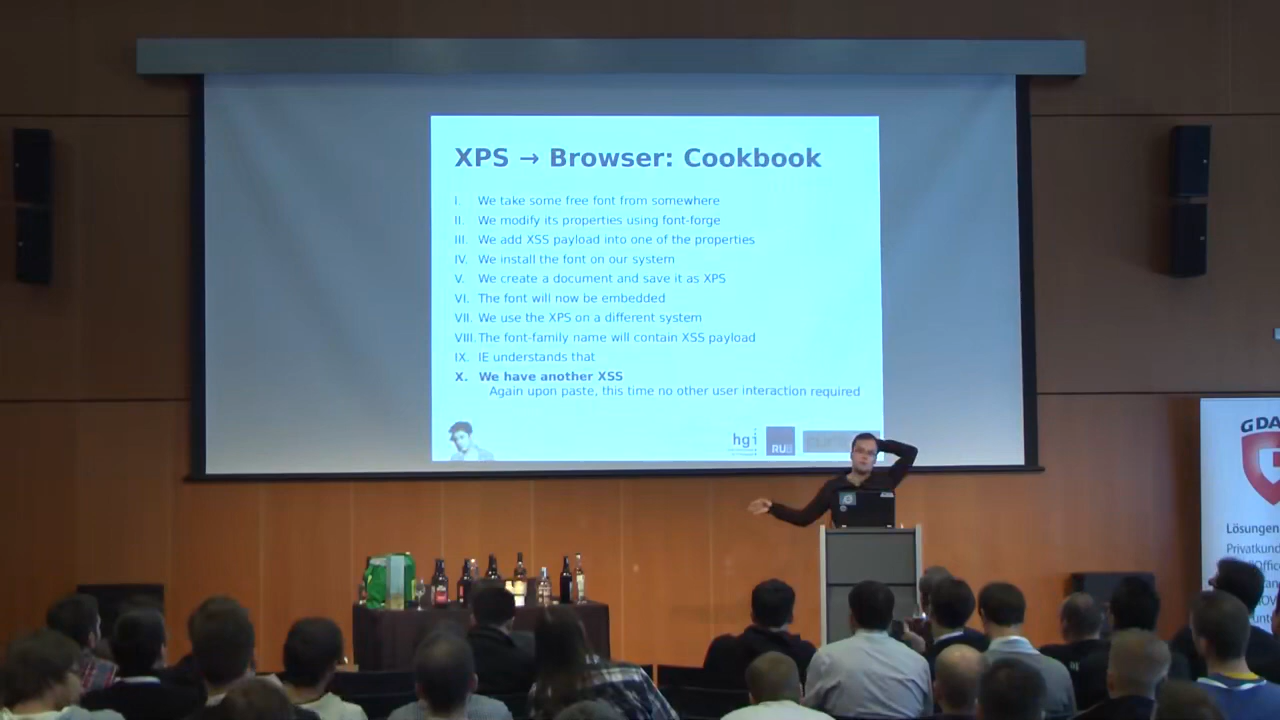 XPS → Browser: Cookbook
I. We take some free font from somewhere
II. We modify its properties using font-forge
III. We add XSS payload into one of the properties
IV. We install the font on our system
V. We create a document and save it as XPS
VI. The font will now be embedded
VII. We use the XPS on a different system
VIII. The font-family name will contain XSS payload
IX. IE understands that
X. We have another XSS
Again upon paste, this time no other user interaction required
hgi
RUB
G DA
Lösungen
Privatkund